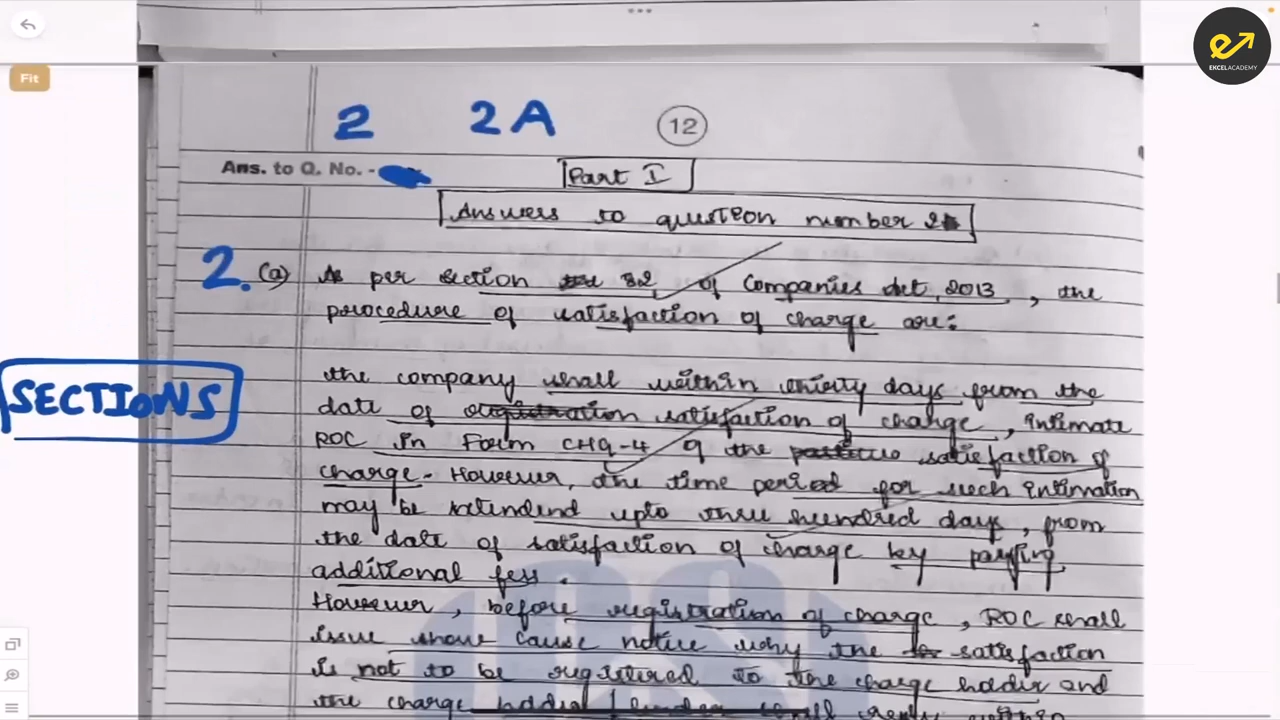 EKCELACADEMY
Fit
2 2A 12
Ans. to Q. No. -
Part I
Answers to question number 2
2. (a) As per section 82 of Companies Act, 2013, the
procedure of satisfaction of charge are:
SECTIONS
the company shall within thirty days from the
date of registration satisfaction of charge, intimate
ROC in Form CHG-4 of the satisfaction of
charge. However, the time period for such intimation
may be extended upto three hundred days, from
the date of satisfaction of charge by paying
additional fees.
However, before registration of charge, ROC shall
issue show cause notice why the satisfaction
is not to be registered to the charge holder and
the charge holder